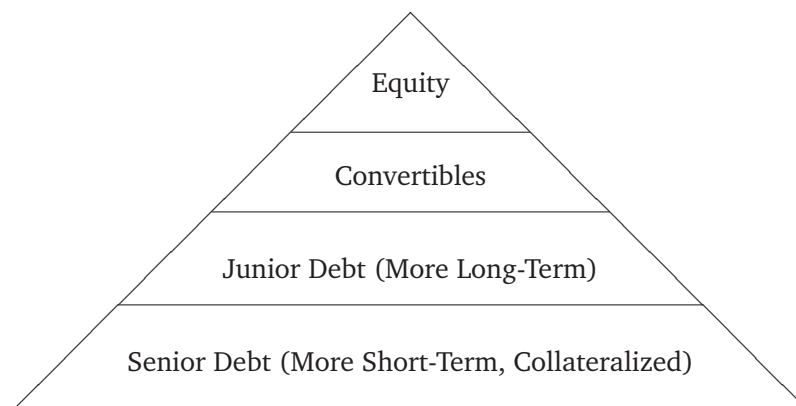 Equity
Convertibles
Junior Debt (More Long-Term)
Senior Debt (More Short-Term, Collateralized)